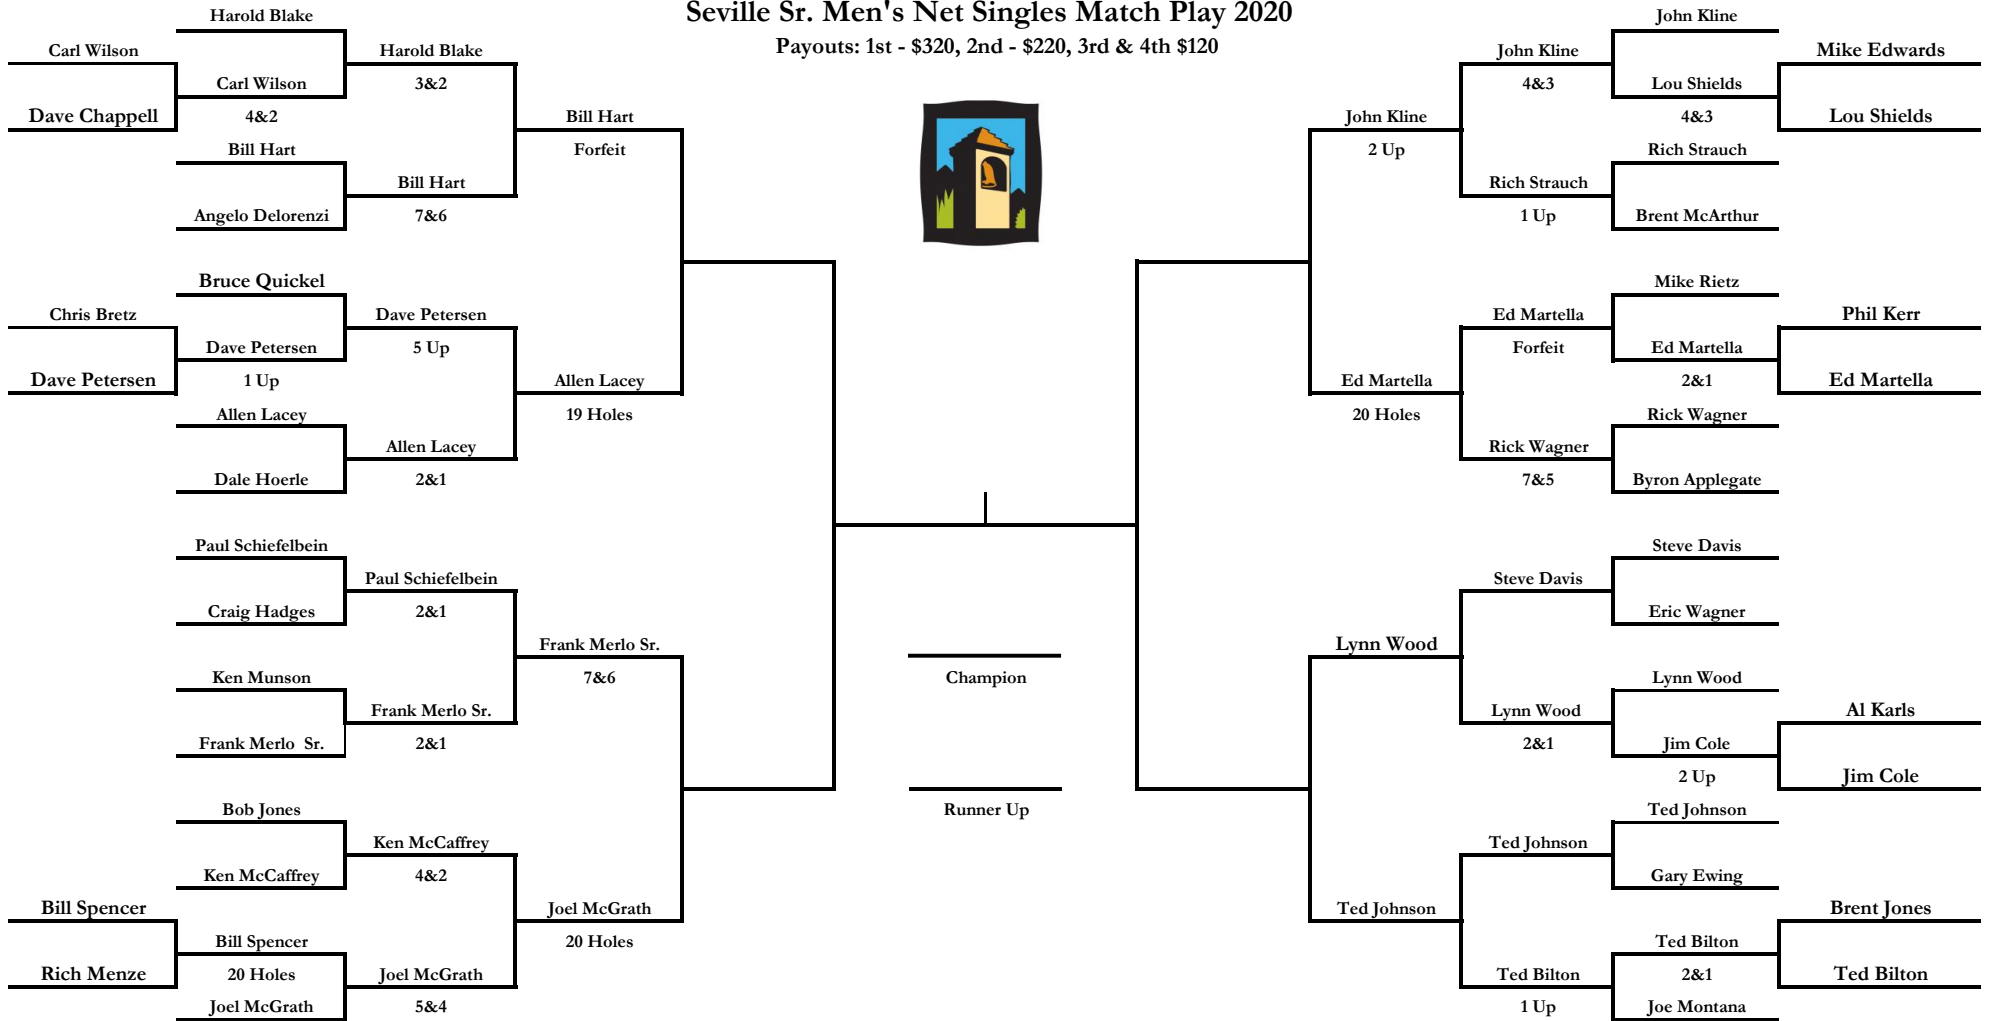 Seville Sr. Men's Net Singles Match Play 2020
Payouts: 1st - $320, 2nd - $220, 3rd & 4th $120
Harold Blake
Carl Wilson
Harold Blake
Carl Wilson
3&2
Dave Chappell
4&2
Bill Hart
Bill Hart
Forfeit
Bill Hart
Angelo Delorenzi
7&6
Bruce Quickel
Chris Bretz
Dave Petersen
Dave Petersen
5 Up
Dave Petersen
1 Up
Allen Lacey
Allen Lacey
19 Holes
Allen Lacey
Dale Hoerle
2&1
Paul Schiefelbein
Paul Schiefelbein
Craig Hadges
2&1
Frank Merlo Sr.
7&6
Ken Munson
Frank Merlo Sr.
Frank Merlo  Sr.
2&1
Bob Jones
Ken McCaffrey
Ken McCaffrey
4&2
Bill Spencer
Joel McGrath
20 Holes
Bill Spencer
Rich Menze
20 Holes
Joel McGrath
Joel McGrath
5&4
Champion
Runner Up
John Kline
John Kline
Mike Edwards
4&3
Lou Shields
John Kline
4&3
Lou Shields
2 Up
Rich Strauch
Rich Strauch
1 Up
Brent McArthur
Mike Rietz
Ed Martella
Phil Kerr
Forfeit
Ed Martella
Ed Martella
2&1
Ed Martella
20 Holes
Rick Wagner
Rick Wagner
7&5
Byron Applegate
Steve Davis
Steve Davis
Eric Wagner
Lynn Wood
Lynn Wood
Lynn Wood
Al Karls
2&1
Jim Cole
2 Up
Jim Cole
Ted Johnson
Ted Johnson
Gary Ewing
Ted Johnson
Brent Jones
Ted Bilton
Ted Bilton
2&1
Ted Bilton
1 Up
Joe Montana